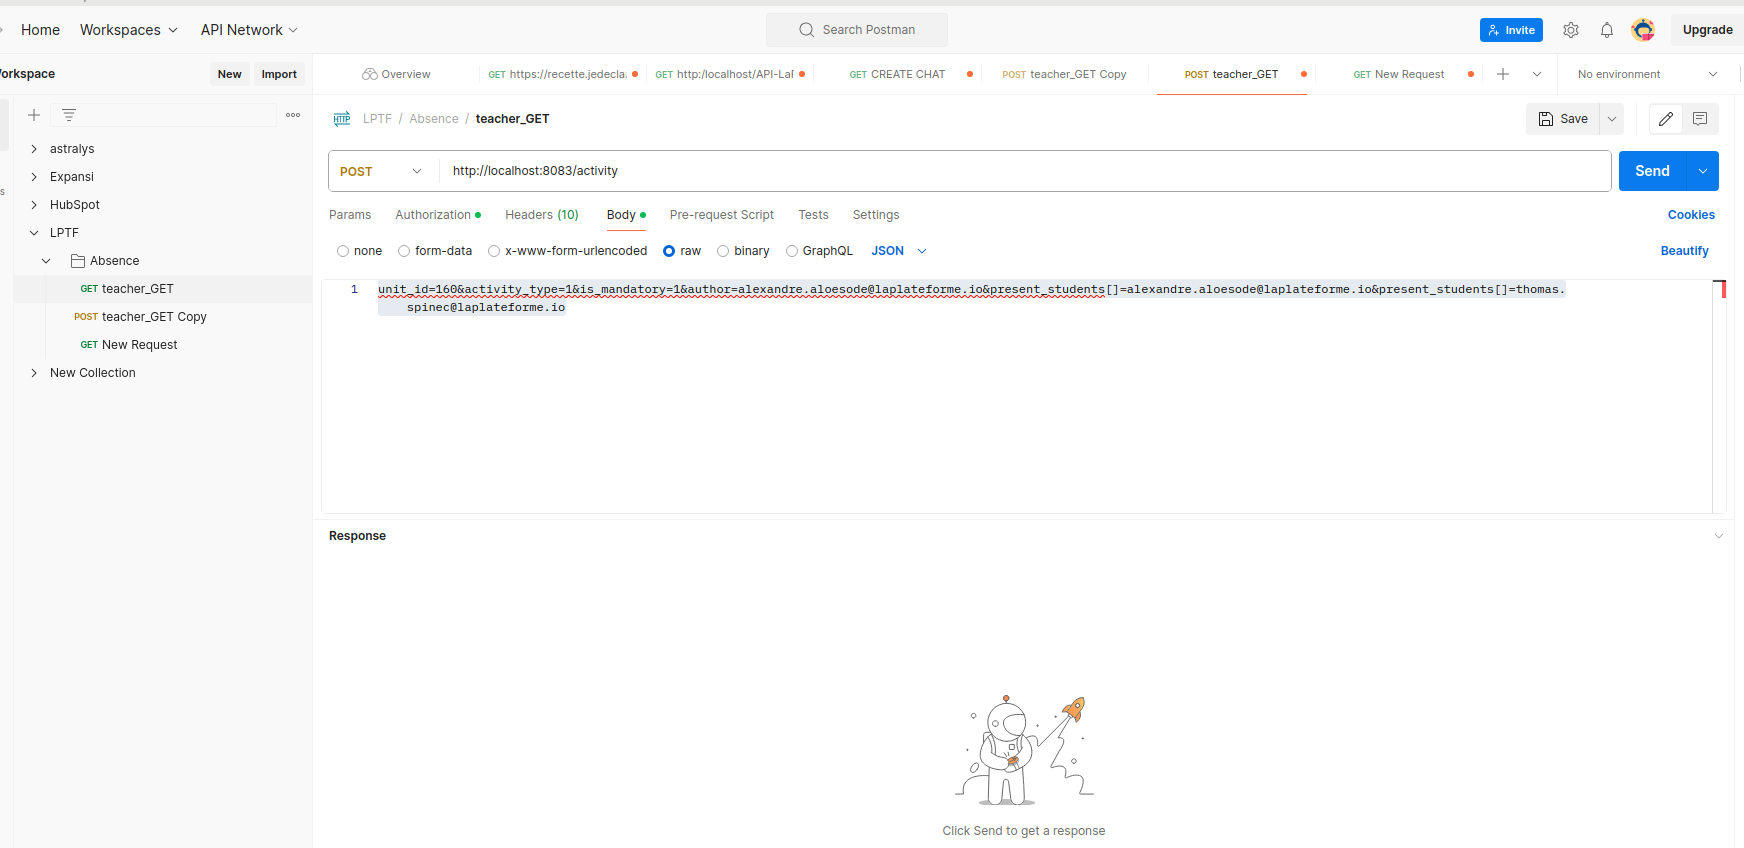 Home Workspaces API Network Search Postman Invite Upgrade
orkspace New Import Overview GET https://recette.jedecla GET http:/localhost/API-Lal GET CREATE CHAT POST teacher_GET Copy POST teacher_GET GET New Request No environment
HTTP LPTF / Absence / teacher_GET Save
astralys
Expansi
HubSpot
LPTF
Absence
GET teacher_GET
POST teacher_GET Copy
GET New Request
New Collection
s
POST http://localhost:8083/activity Send
Params Authorization Headers (10) Body Pre-request Script Tests Settings Cookies
none form-data x-www-form-urlencoded raw binary GraphQL JSON Beautify
1 unit_id=160&activity_type=1&is_mandatory=1&author=alexandre.aloesode@laplateforme.io&present_students[]=alexandre.aloesode@laplateforme.io&present_students[]=thomas.
spinec@laplateforme.io
Response
Click Send to get a response